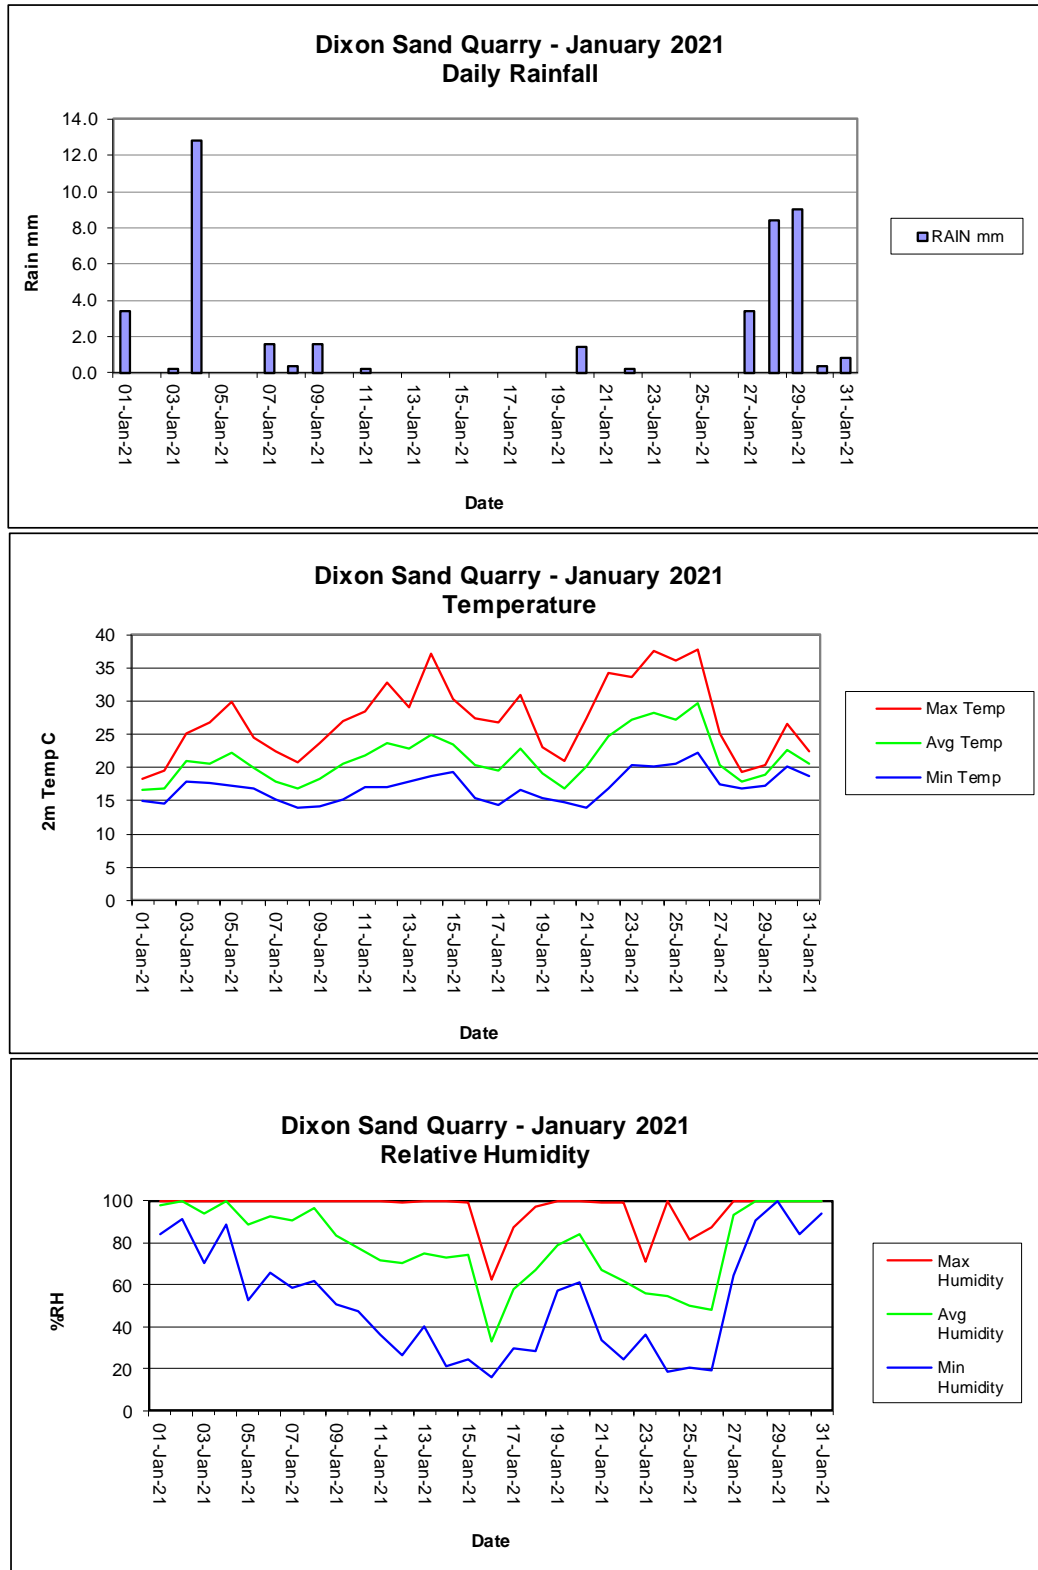 Dixon Sand Quarry - January 2021
Daily Rainfall
14.0
12.0
10.0
8.0
6.0
4.0
2.0
0.0
Rain mm
01-Jan-21
03-Jan-21
05-Jan-21
07-Jan-21
09-Jan-21
11-Jan-21
13-Jan-21
15-Jan-21
17-Jan-21
19-Jan-21
21-Jan-21
23-Jan-21
25-Jan-21
27-Jan-21
29-Jan-21
31-Jan-21
Date
RAIN mm
Dixon Sand Quarry - January 2021
Temperature
40
35
30
25
20
15
10
5
0
2m Temp C
01-Jan-21
03-Jan-21
05-Jan-21
07-Jan-21
09-Jan-21
11-Jan-21
13-Jan-21
15-Jan-21
17-Jan-21
19-Jan-21
21-Jan-21
23-Jan-21
25-Jan-21
27-Jan-21
29-Jan-21
31-Jan-21
Date
Max Temp
Avg Temp
Min Temp
Dixon Sand Quarry - January 2021
Relative Humidity
100
80
60
40
20
0
%RH
01-Jan-21
03-Jan-21
05-Jan-21
07-Jan-21
09-Jan-21
11-Jan-21
13-Jan-21
15-Jan-21
17-Jan-21
19-Jan-21
21-Jan-21
23-Jan-21
25-Jan-21
27-Jan-21
29-Jan-21
31-Jan-21
Date
Max
Humidity
Avg
Humidity
Min
Humidity